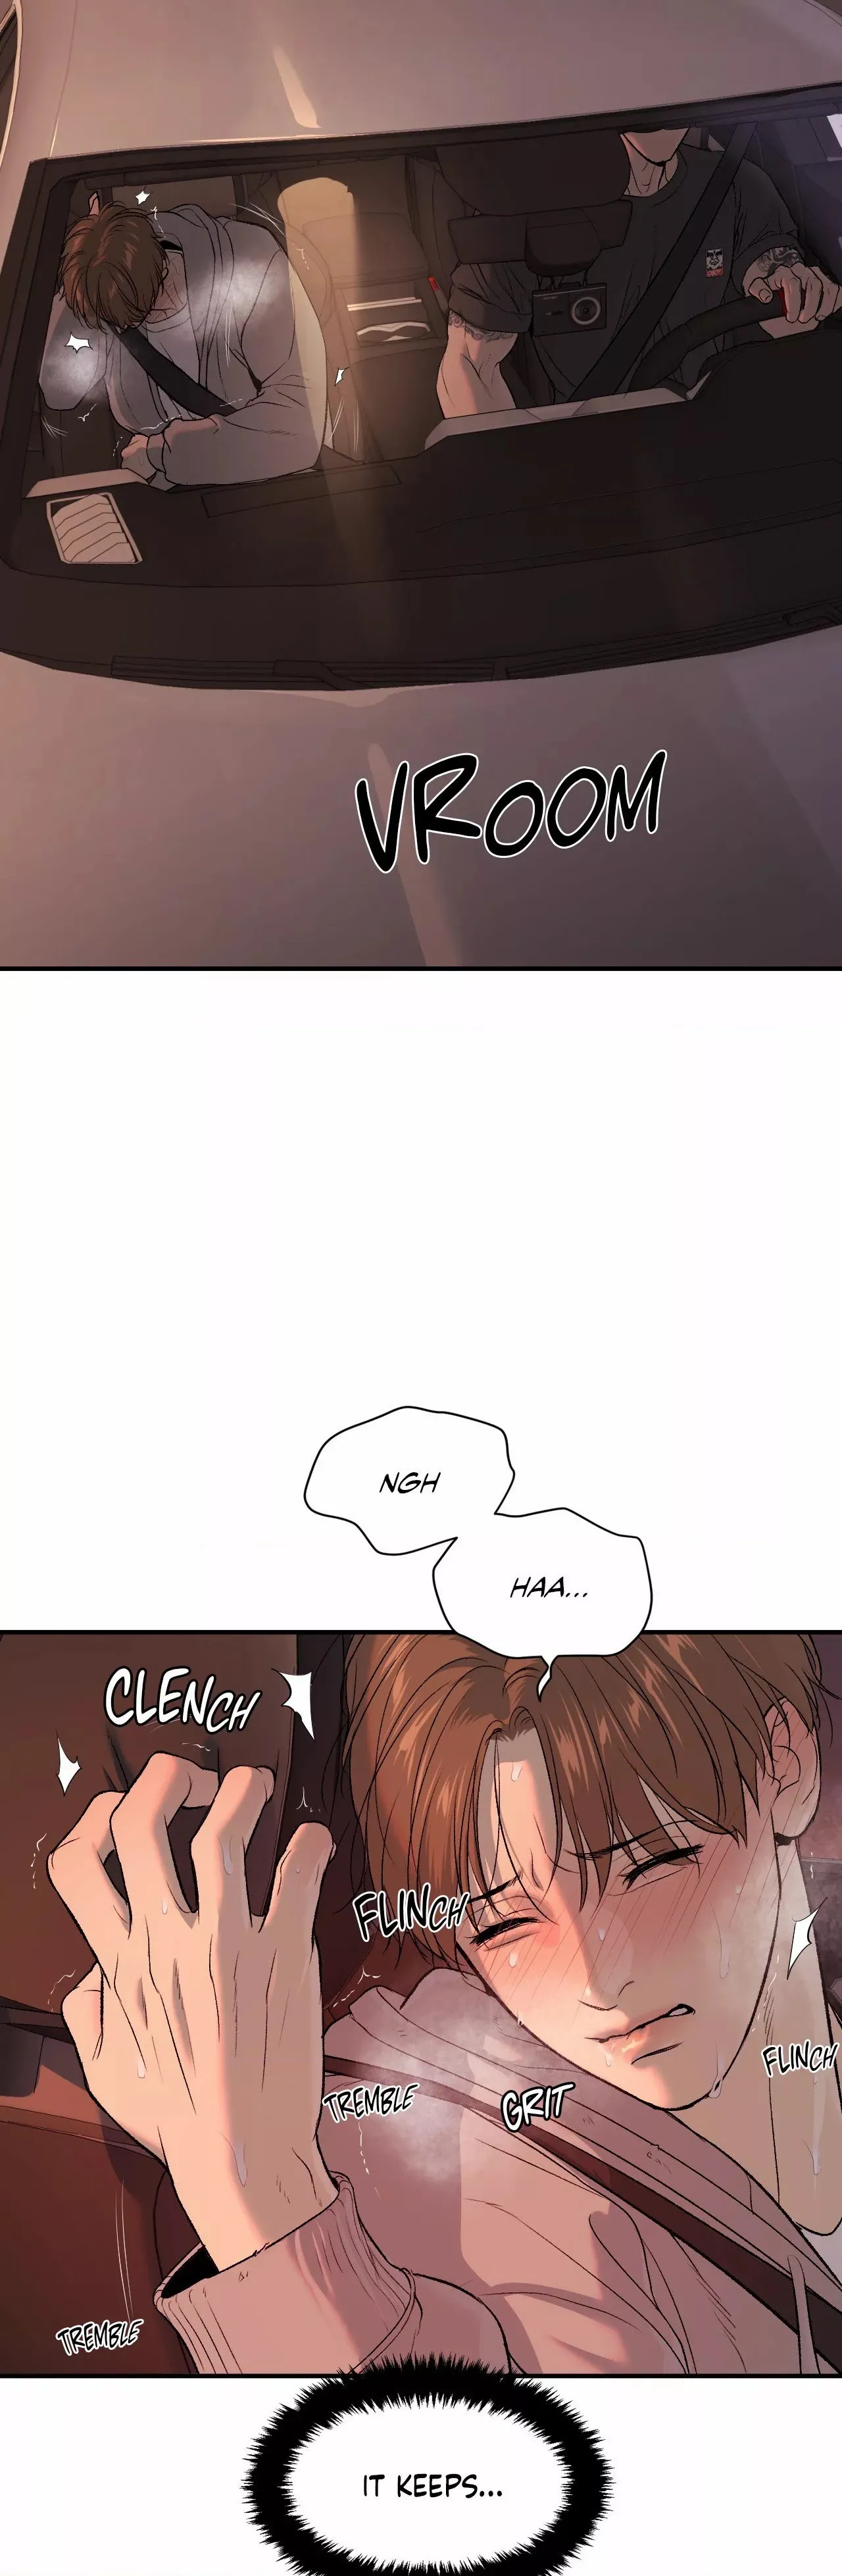 VROOM
NGH
HAA...
CLENCH
FLINCH
FLINCH
TREMBLE
GRIT
TREMBLE
IT KEEPS...